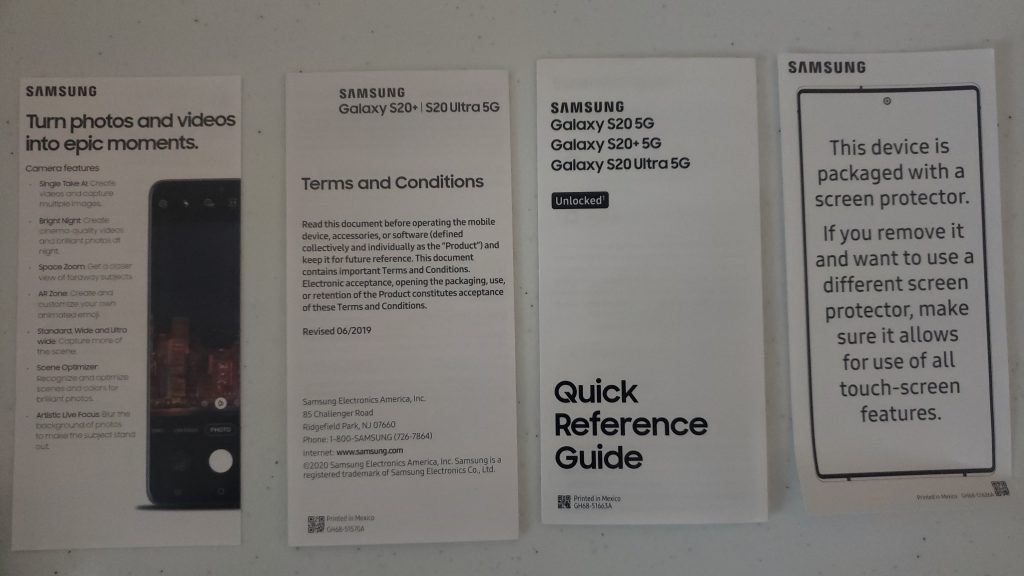 SAMSUNG
Turn photos and videos
into epic moments.
Camera features
Single Take AI: Create
videos and capture
multiple images.
Bright Night: Create
cinema-quality videos
and brilliant photos at
night.
Space Zoom: Get a closer
view of faraway subjects.
AR Zone: Create and
customize your own
animated emoji.
Standard, Wide and Ultra
wide: Capture more of
the scene.
Scene Optimizer:
Recognize and optimize
scenes and colors for
brilliant photos.
Artistic Live Focus: Blur the
background of photos
to make the subject stand
out.
PHOTO
SAMSUNG
Galaxy S20+ | S20 Ultra 5G
Terms and Conditions
Read this document before operating the mobile
device, accessories, or software (defined
collectively and individually as the "Product") and
keep it for future reference. This document
contains important Terms and Conditions.
Electronic acceptance, opening the packaging, use,
or retention of the Product constitutes acceptance
of these Terms and Conditions.
Revised 06/2019
Samsung Electronics America, Inc.
85 Challenger Road
Ridgefield Park, NJ 07660
Phone: 1-800-SAMSUNG (726-7864)
Internet: www.samsung.com
©2020 Samsung Electronics America, Inc. Samsung is a
registered trademark of Samsung Electronics Co., Ltd.
Printed in Mexico
GH68-51570A
SAMSUNG
Galaxy S20 5G
Galaxy S20+ 5G
Galaxy S20 Ultra 5G
Unlocked¹
Quick
Reference
Guide
Printed in Mexico
GH68-51663A
SAMSUNG
This device is
packaged with a
screen protector.
If you remove it
and want to use a
different screen
protector, make
sure it allows
for use of all
touch-screen
features.
Printed in Mexico